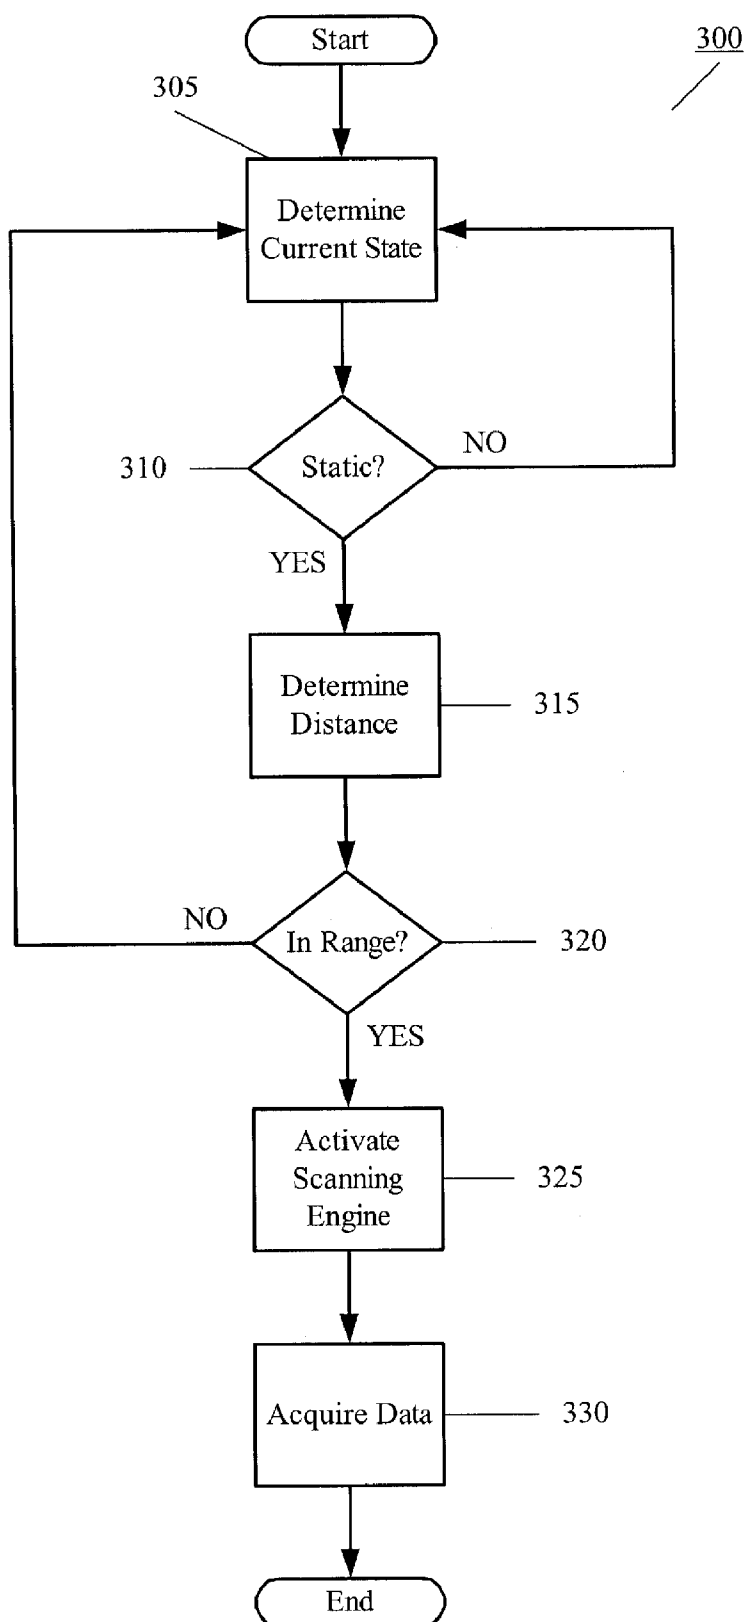 Start
300
305
Determine
Current State
310
Static?
NO
YES
Determine
Distance
315
NO
In Range?
320
YES
Activate
Scanning
Engine
325
Acquire Data
330
End